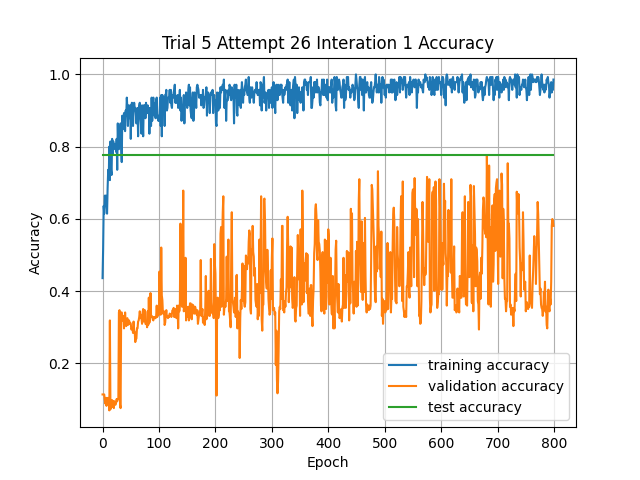 Trial 5 Attempt 26 Interation 1 Accuracy
1.0
0.8
0.6
0.4
0.2
Accuracy
training accuracy
validation accuracy
test accuracy
0 100 200 300 400 500 600 700 800
Epoch